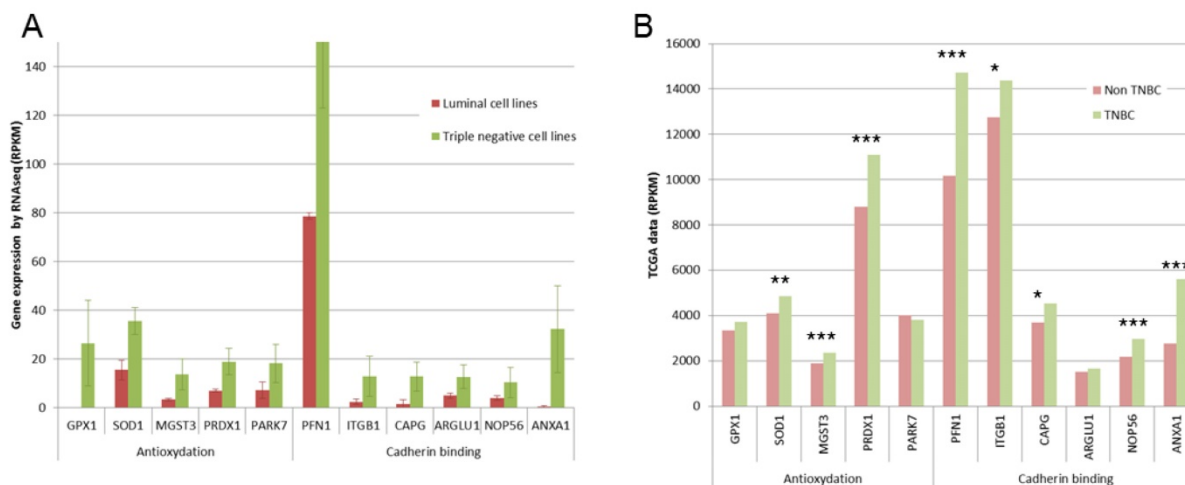 A
Gene expression by RNAseq (RPKM)
140
120
100
80
60
40
20
0
Luminal cell lines
Triple negative cell lines
GPX1 SOD1 MGST3 PRDX1 PARK7 PFN1 ITGB1 CAPG ARGLU1 NOP56 ANXA1
Antioxydation Cadherin binding
B
TCGA data (RPKM)
16000
14000
12000
10000
8000
6000
4000
2000
0
** *** *** *** * * *** ***
Non TNBC
TNBC
GPX1 SOD1 MGST3 PRDX1 PARK7 PFN1 ITGB1 CAPG ARGLU1 NOP56 ANXA1
Antioxydation Cadherin binding